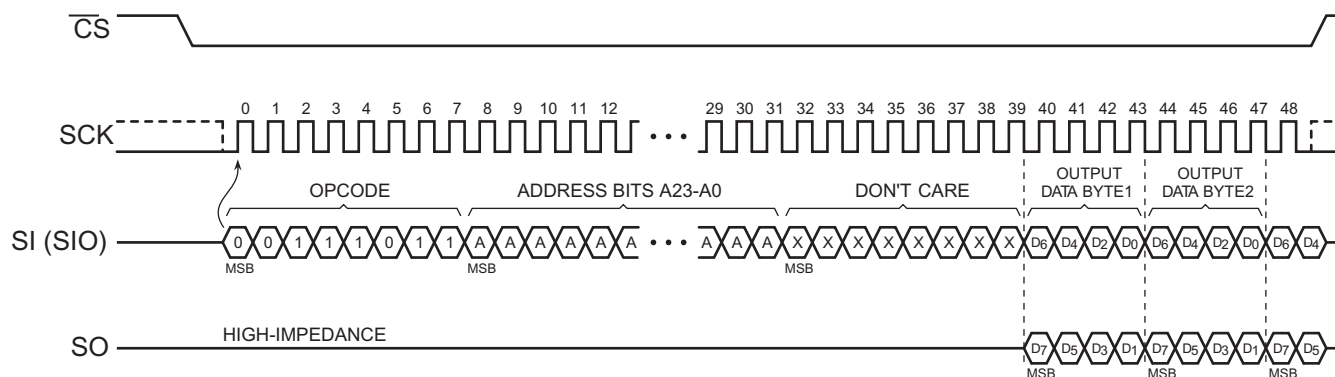 CS
0 1 2 3 4 5 6 7 8 9 10 11 12 29 30 31 32 33 34 35 36 37 38 39 40 41 42 43 44 45 46 47 48
SCK
OPCODE ADDRESS BITS A23-A0 DON'T CARE OUTPUT DATA BYTE1 OUTPUT DATA BYTE2
SI (SIO) 0 0 1 1 1 0 1 1 A A A A A A A A A X X X X X X X X D6 D4 D2 D0 D6 D4 D2 D0 D6 D4
MSB MSB MSB
HIGH-IMPEDANCE
SO D7 D5 D3 D1 D7 D5 D3 D1 D7 D5
MSB MSB MSB